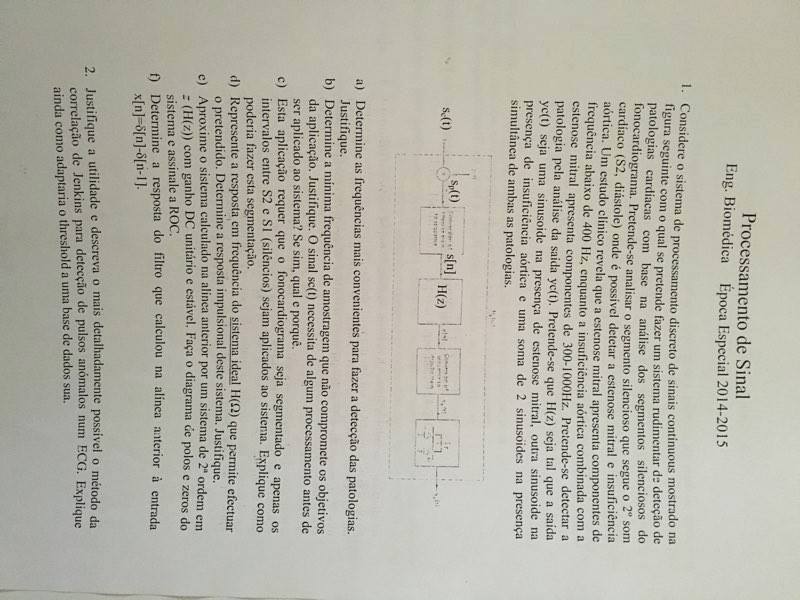 Processamento de Sinal
Eng. Biomédica Época Especial 2014-2015
1. Considere o sistema de processamento discreto de sinais contínuous mostrado na
figura seguinte com o qual se pretende fazer um sistema rudimentar de deteção de
patologias cardíacas com base na análise dos segmentos silenciosos do
fonocardiograma. Pretende-se analisar o segmento silencioso que segue o 2º som
cardíaco (S2, diástole) onde é possível detetar a estenose mitral e insuficiência
aórtica. Um estudo clínico revela que a estenose mitral apresenta componentes de
frequência abaixo de 400 Hz, enquanto a insuficiência aórtica combinada com a
estenose mitral apresenta componentes de 300-1000Hz. Pretende-se detectar a
patologia pela análise da saída yc(t). Pretende-se que H(z) seja tal que a saída
yc(t) seja uma sinusoide na presença de estenose mitral, outra sinusoide na
presença de insuficiência aórtica e uma soma de 2 sinusoides na presença
simultânea de ambas as patologias.
sc(t) sp(t) Conversion of impulse train to sequence s[n] H(z) Conversion of sequence to impulse train
a) Determine as frequências mais convenientes para fazer a detecção das patologias.
Justifique.
b) Determine a mínima frequência de amostragem que não compromete os objetivos
da aplicação. Justifique. O sinal sc(t) necessita de algum processamento antes de
ser aplicado ao sistema? Se sim, qual e porquê.
c) Esta aplicação requer que o fonocardiograma seja segmentado e apenas os
intervalos entre S2 e S1 (silêncios) sejam aplicados ao sistema. Explique como
poderia fazer esta segmentação.
d) Represente a resposta em frequência do sistema ideal H(Ω) que permite efectuar
o pretendido. Determine a resposta impulsional deste sistema. Justifique.
e) Aproxime o sistema calculado na alínea anterior por um sistema de 2ª ordem em
z (H(z)) com ganho DC unitário e estável. Faça o diagrama de polos e zeros do
sistema e assinale a ROC.
f) Determine a resposta do filtro que calculou na alínea anterior à entrada
x[n]=δ[n]-δ[n-1].
2. Justifique a utilidade e descreva o mais detalhadamente possível o método da
correlação de Jenkins para detecção de pulsos anómalos num ECG. Explique
ainda como adaptaria o threshold a uma base de dados sua.